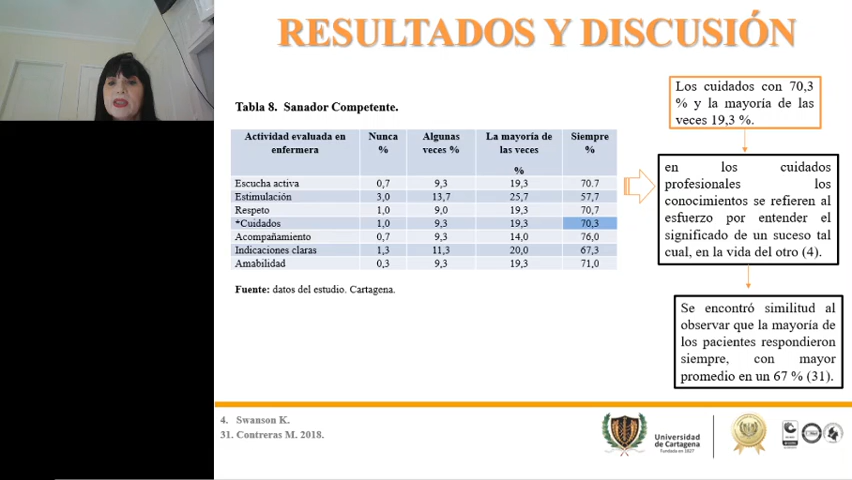 RESULTADOS Y DISCUSIÓN
Tabla 8. Sanador Competente.
Actividad evaluada en enfermera Nunca % Algunas veces % La mayoría de las veces % Siempre %
Escucha activa 0,7 9,3 19,3 70.7
Estimulación 3,0 13,7 25,7 57,7
Respeto 1,0 9,0 19,3 70,7
*Cuidados 1,0 9,3 19,3 70,3
Acompañamiento 0,7 9,3 14,0 76,0
Indicaciones claras 1,3 11,3 20,0 67,3
Amabilidad 0,3 9,3 19,3 71,0
Fuente: datos del estudio. Cartagena.
Los cuidados con 70,3
% y la mayoría de las
veces 19,3 %.
en los cuidados
profesionales los
conocimientos se refieren al
esfuerzo por entender el
significado de un suceso tal
cual, en la vida del otro (4).
Se encontró similitud al
observar que la mayoría de
los pacientes respondieron
siempre, con mayor
promedio en un 67 % (31).
4. Swanson K.
31. Contreras M. 2018.
Universidad
de Cartagena
Fundada en 1827